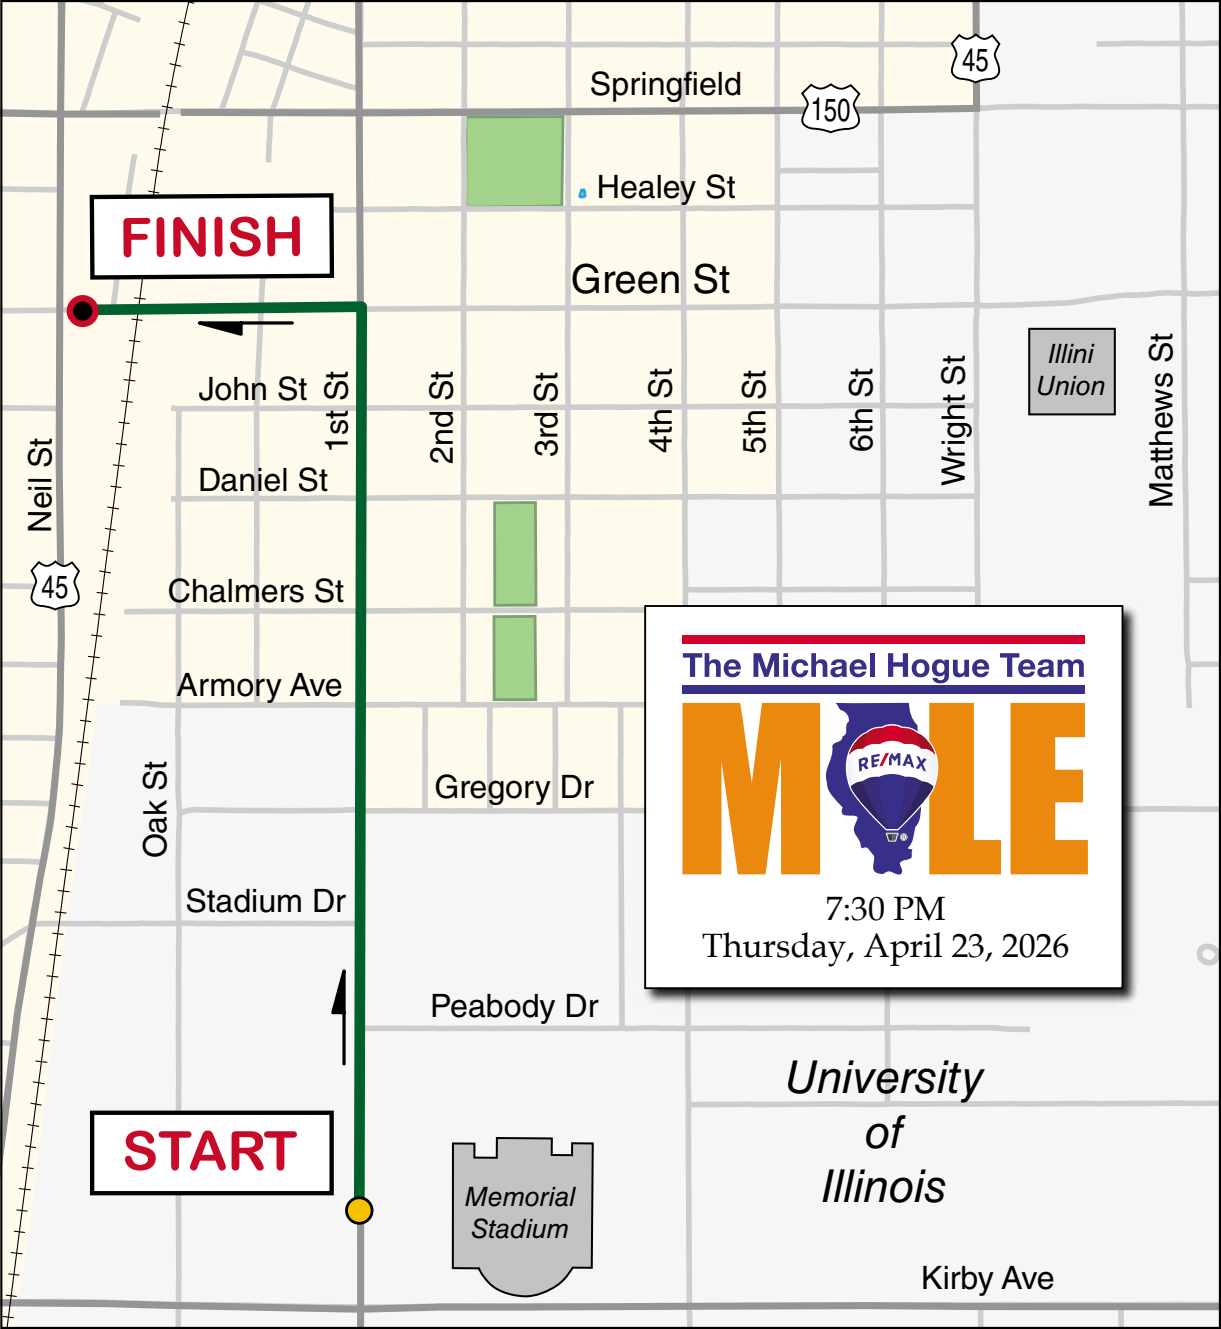 45
Springfield
150
Healey St
FINISH
Green St
Illini
Union
John St
1st St
2nd St
3rd St
4th St
5th St
6th St
Wright St
Matthews St
Neil St
Daniel St
45
Chalmers St
Armory Ave
The Michael Hogue Team
M LE
RE/MAX
®
Oak St
Gregory Dr
Stadium Dr
7:30 PM
Thursday, April 23, 2026
Peabody Dr
University
of
Illinois
START
Memorial
Stadium
Kirby Ave